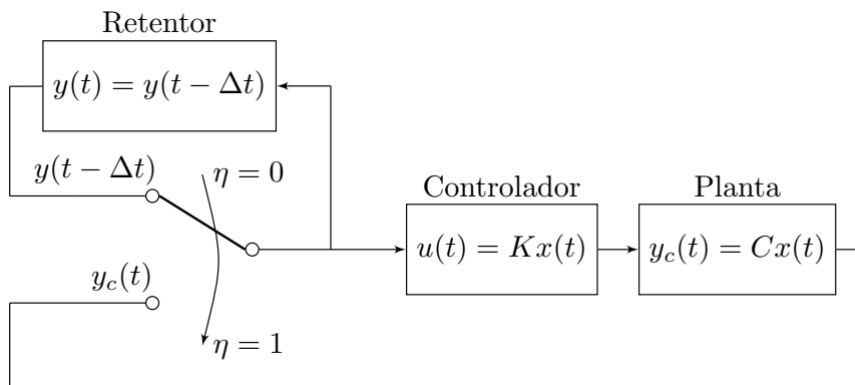 Retentor
y(t) = y(t − Δt)
y(t − Δt)
η = 0
Controlador
Planta
u(t) = Kx(t)
y_c(t) = Cx(t)
y_c(t)
η = 1